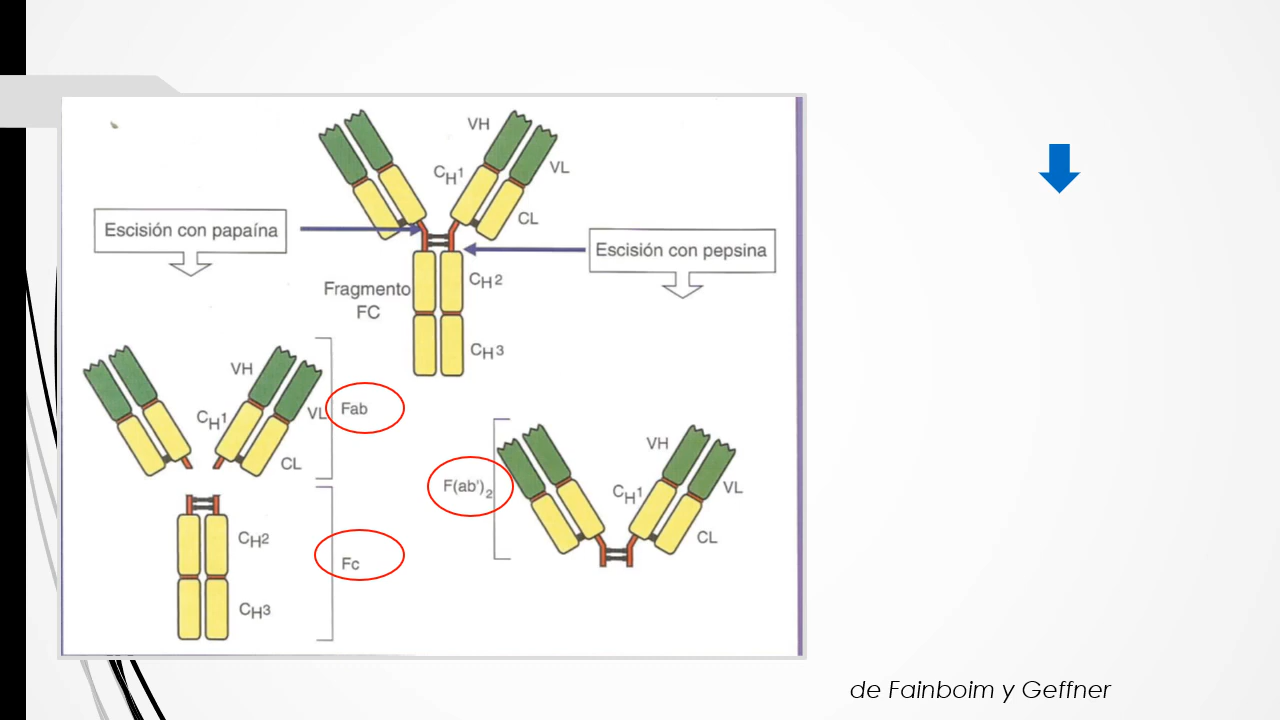 VH
VL
CH1
CL
Escisión con papaína
Escisión con pepsina
CH2
Fragmento
FC
CH3
VH
CH1
VL
Fab
CL
VH
F(ab')2
CH1
VL
CL
CH2
Fc
CH3
de Fainboim y Geffner